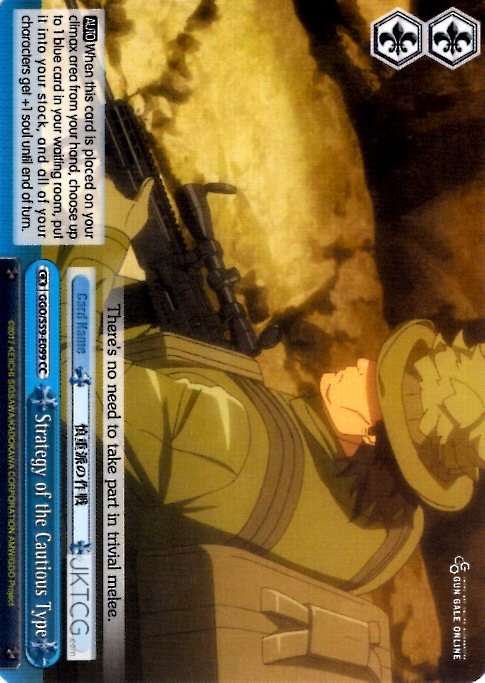 AUTO When this card is placed on your
climax area from your hand, choose up
to 1 blue card in your waiting room, put
it into your stock, and all of your
characters get +1 soul until end of turn.
There's no need to take part in trivial melee.
Card Name
慎重派の作戦
JKTCG.com
CX GGO/S59-E099 CC
Strategy of the Cautious Type
©2017 KEIICHI SIGSAWA/KADOKAWA CORPORATION AMW/GGO Project
GUN GALE ONLINE